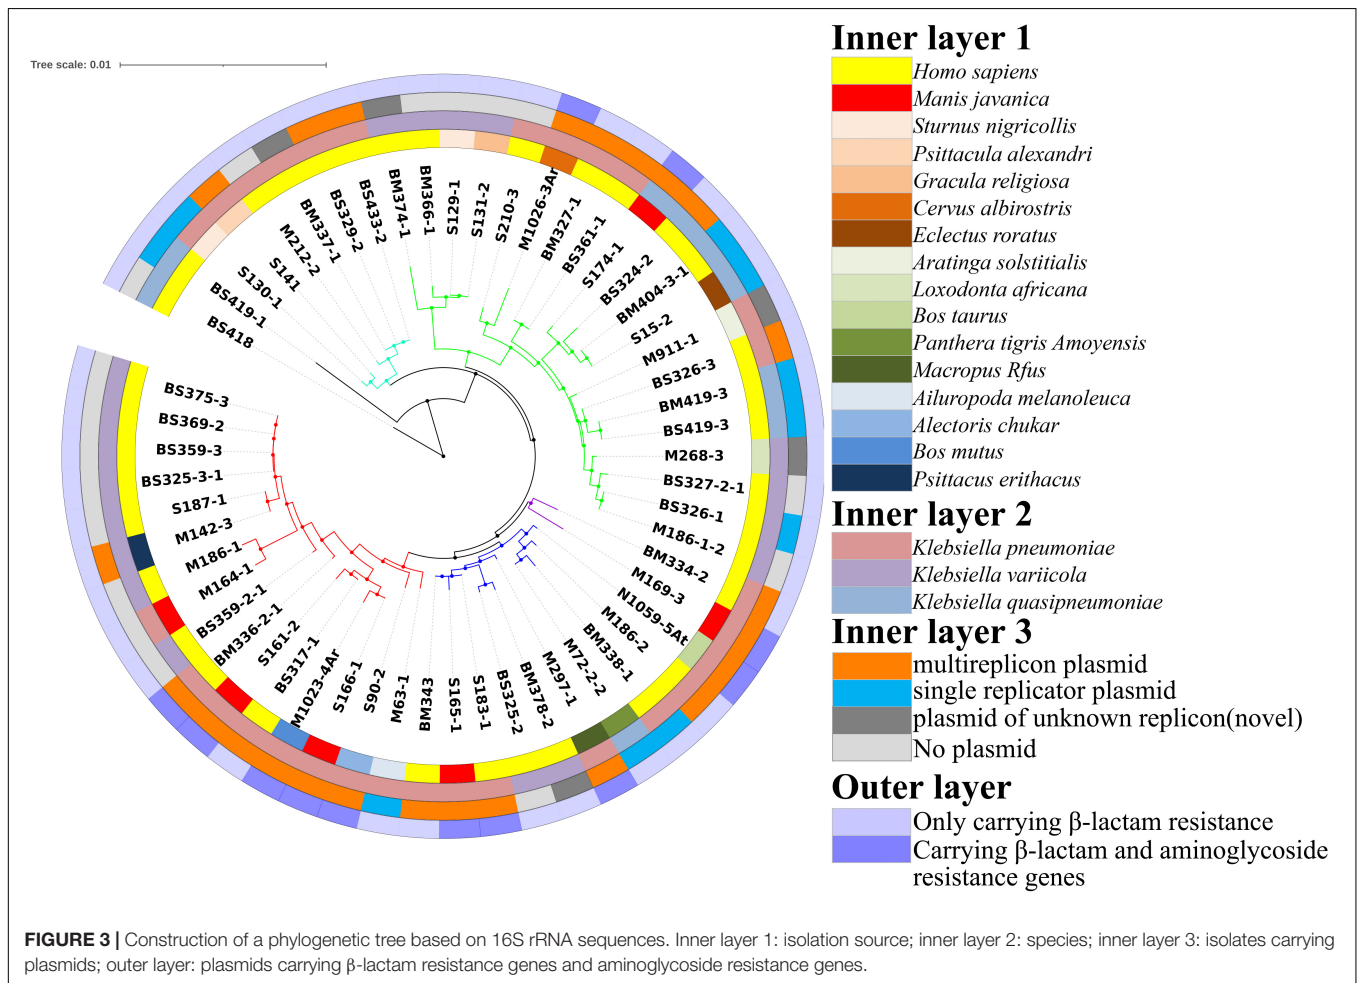 Tree scale: 0.01
BS418
BS419-1
S130-1
S141
M212-2
BM337-1
BS329-2
BS433-2
BM374-1
BM366-1
S129-1
S131-2
S210-3
M1026-3Ar
BM327-1
BS361-1
S174-1
BS324-2
BM404-3-1
S15-2
M911-1
BS326-3
BM419-3
BS419-3
M268-3
BS327-2-1
BS326-1
M186-1-2
BM334-2
M169-3
N1059-5At
M186-2
BM338-1
M72-2-2
M297-1
BM378-2
BS325-2
S183-1
S165-1
BM343
M63-1
S90-2
S166-1
M1023-4Ar
BS317-1
S161-2
BM336-2-1
BS359-2-1
M164-1
M186-1
M142-3
S187-1
BS325-3-1
BS359-3
BS369-2
BS375-3
Inner layer 1
Homo sapiens
Manis javanica
Sturnus nigricollis
Psittacula alexandri
Gracula religiosa
Cervus albirostris
Eclectus roratus
Aratinga solstitialis
Loxodonta africana
Bos taurus
Panthera tigris Amoyensis
Macropus Rfus
Ailuropoda melanoleuca
Alectoris chukar
Bos mutus
Psittacus erithacus
Inner layer 2
Klebsiella pneumoniae
Klebsiella variicola
Klebsiella quasipneumoniae
Inner layer 3
multireplicon plasmid
single replicator plasmid
plasmid of unknown replicon(novel)
No plasmid
Outer layer
Only carrying β-lactam resistance
Carrying β-lactam and aminoglycoside
resistance genes
FIGURE 3 | Construction of a phylogenetic tree based on 16S rRNA sequences. Inner layer 1: isolation source; inner layer 2: species; inner layer 3: isolates carrying
plasmids; outer layer: plasmids carrying β-lactam resistance genes and aminoglycoside resistance genes.